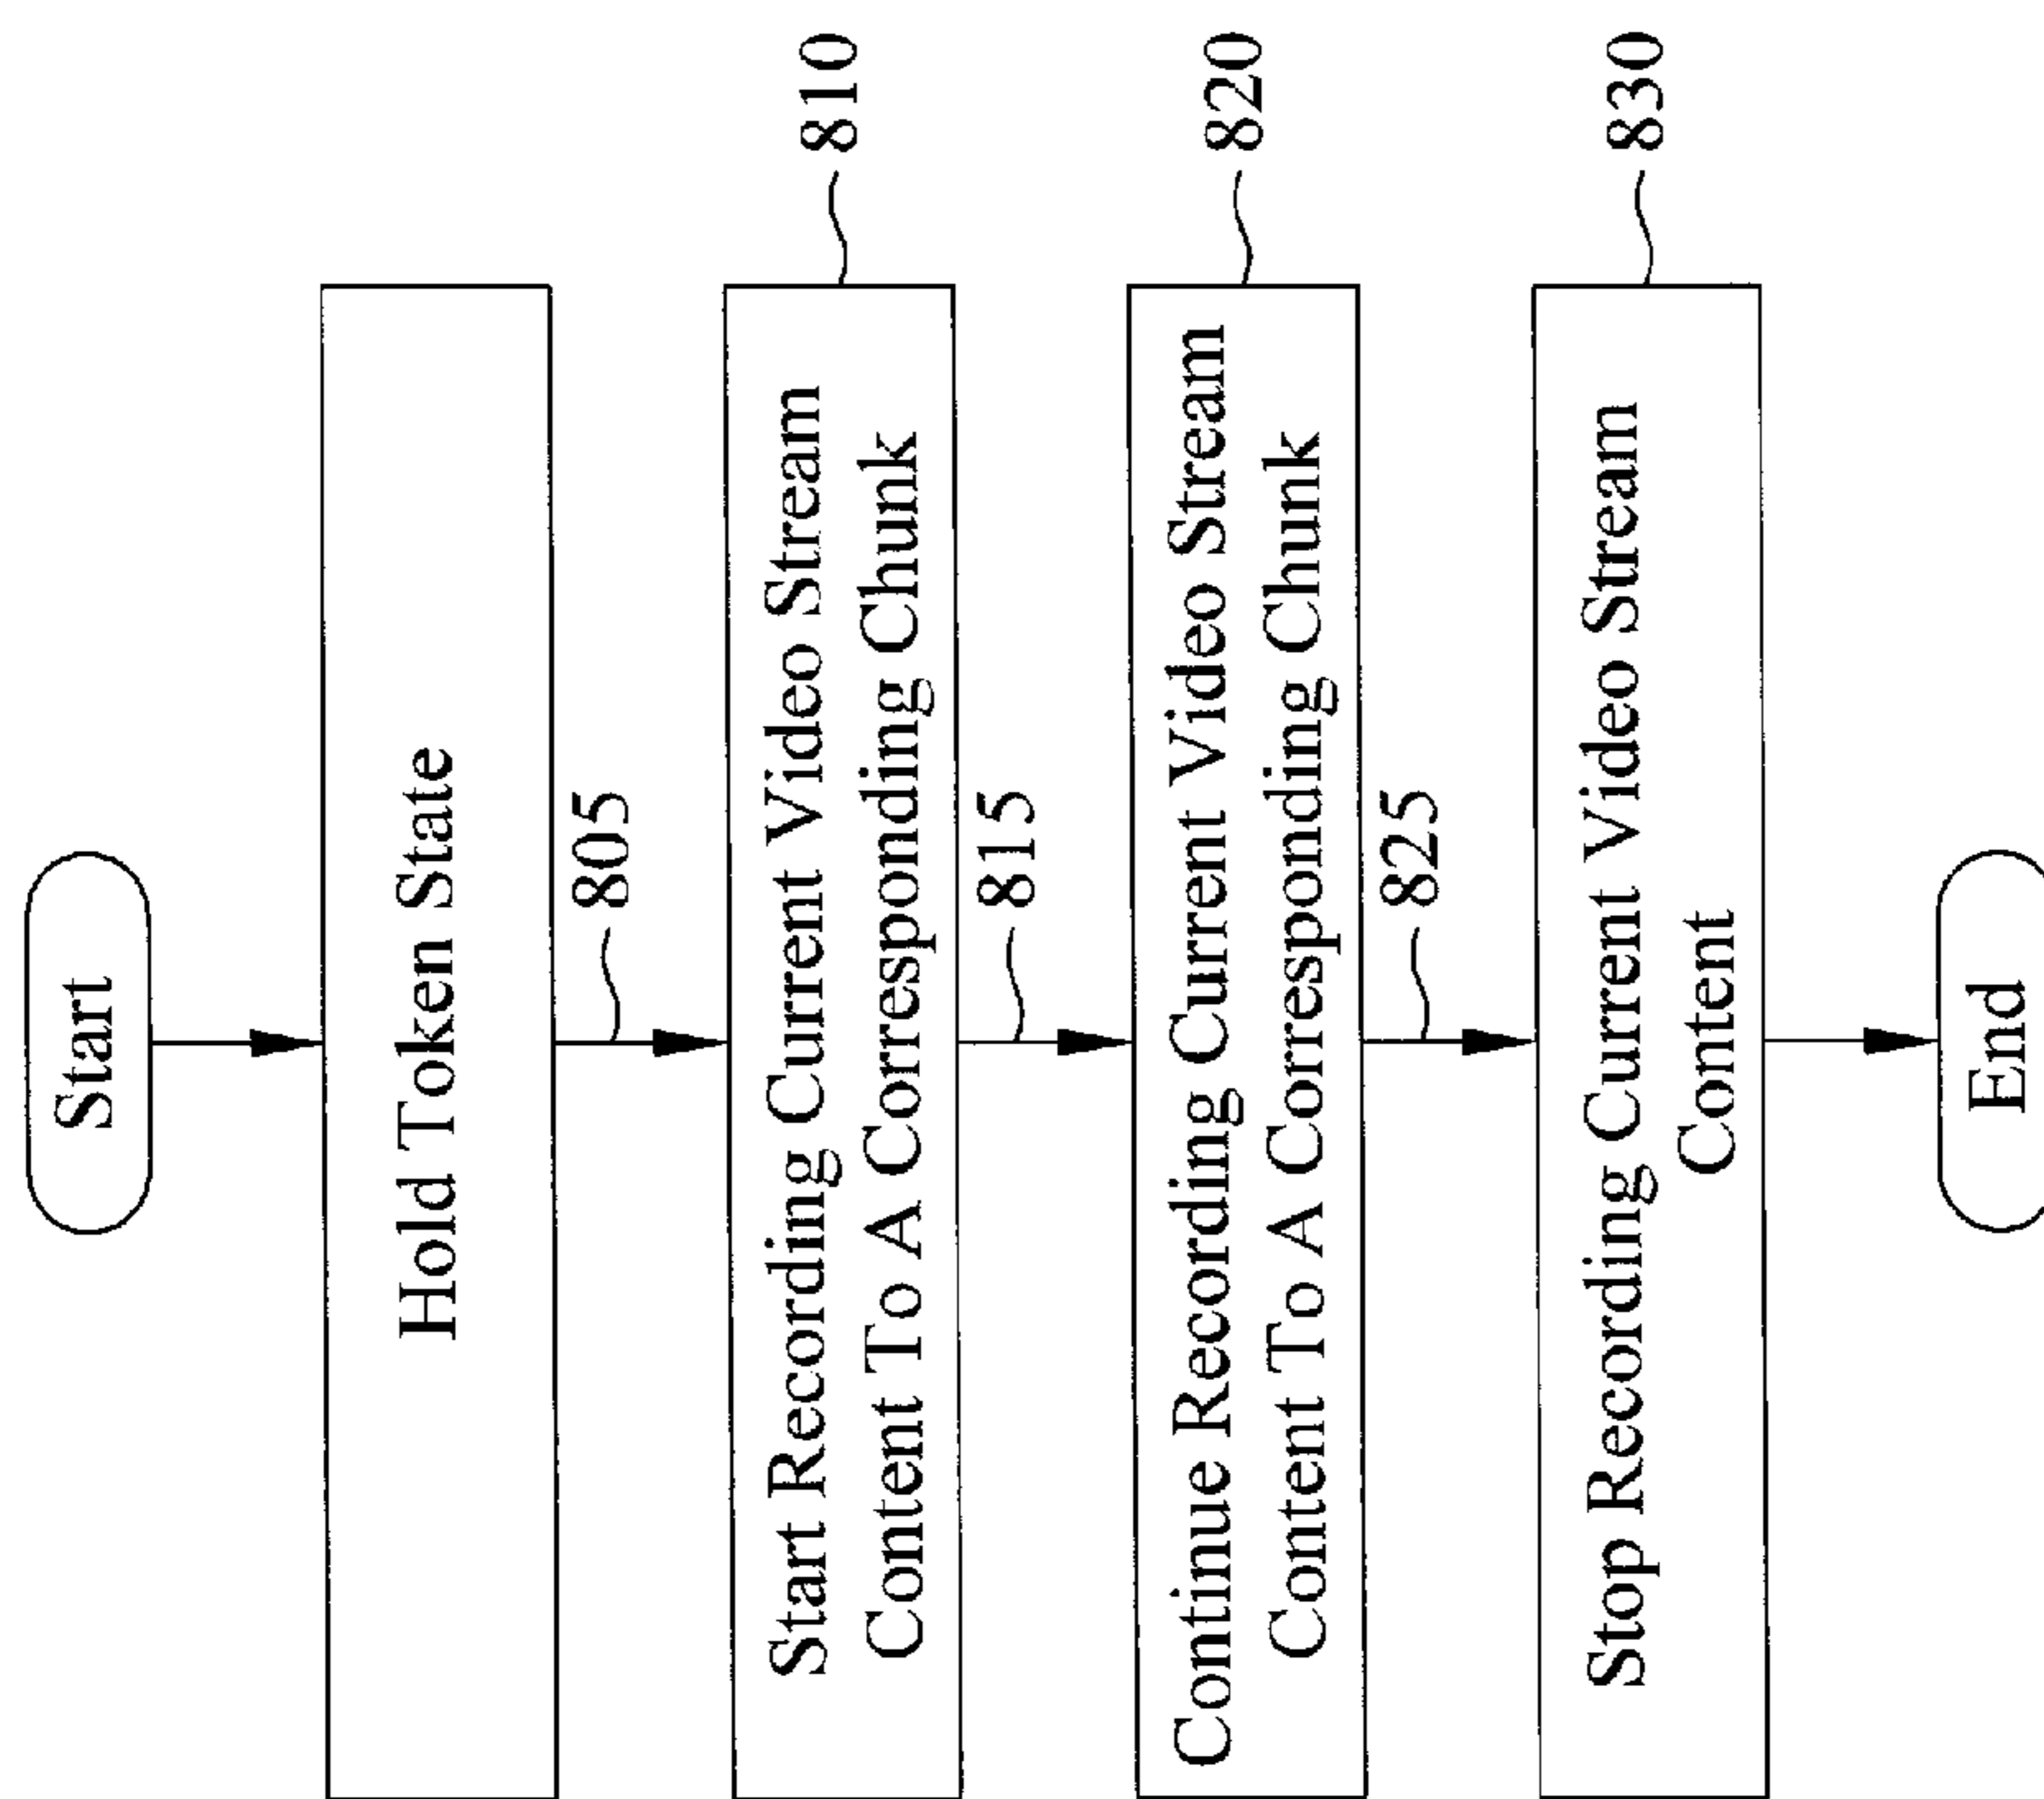 Start
Hold Token State
805
Start Recording Current Video Stream
Content To A Corresponding Chunk
810
815
Continue Recording Current Video Stream
Content To A Corresponding Chunk
820
825
Stop Recording Current Video Stream
Content
830
End